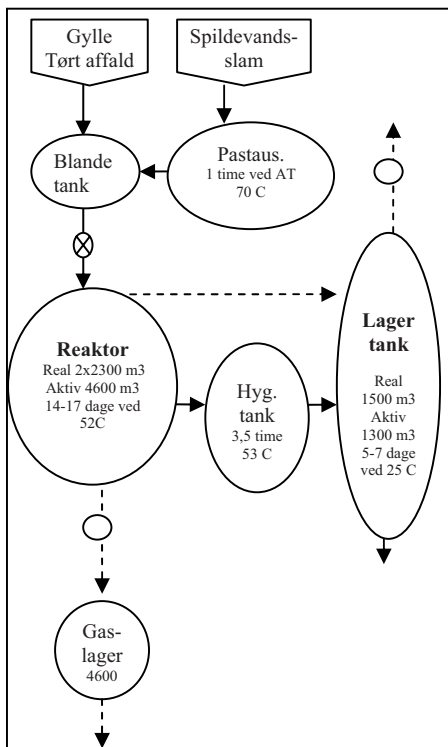 Gylle
Tørt affald
Spildevands-
slam
Blande
tank
Pastaus.
1 time ved AT
70 C
Reaktor
Real 2x2300 m3
Aktiv 4600 m3
14-17 dage ved
52C
Hyg.
tank
3,5 time
53 C
Lager
tank
Real
1500 m3
Aktiv
1300 m3
5-7 dage
ved 25 C
Gas-
lager
4600